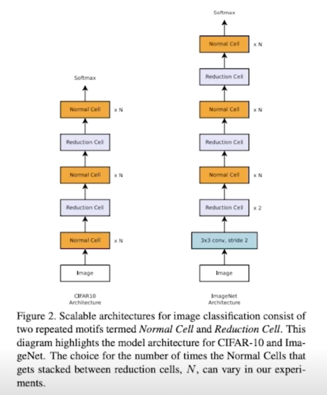 Softmax
Normal Cell x N
Reduction Cell
Softmax
Normal Cell x N
Normal Cell x N
Reduction Cell
Reduction Cell
Normal Cell x N
Normal Cell x N
Reduction Cell
Reduction Cell x 2
Normal Cell x N
3x3 conv, stride 2
Image
Image
CIFAR10
Architecture
ImageNet
Architecture
Figure 2. Scalable architectures for image classification consist of
two repeated motifs termed Normal Cell and Reduction Cell. This
diagram highlights the model architecture for CIFAR-10 and Ima-
geNet. The choice for the number of times the Normal Cells that
gets stacked between reduction cells, N, can vary in our experi-
ments.